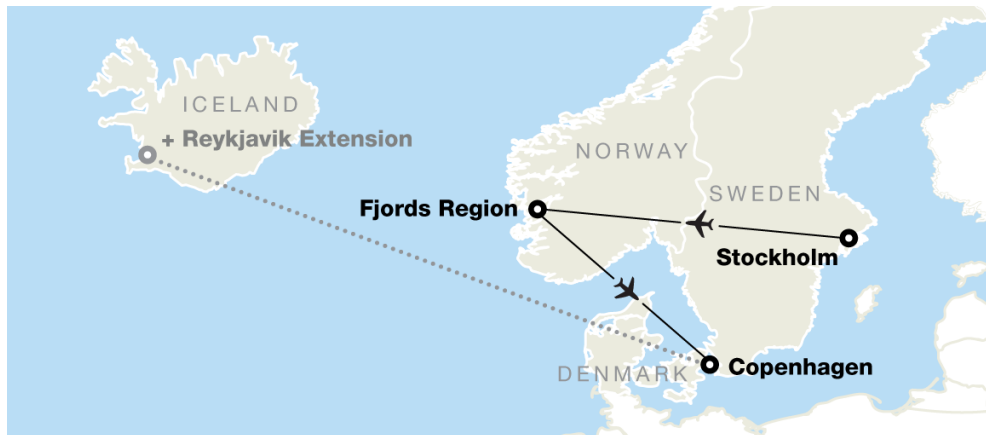 ICELAND
+ Reykjavik Extension
NORWAY
SWEDEN
Fjords Region
Stockholm
DENMARK
Copenhagen